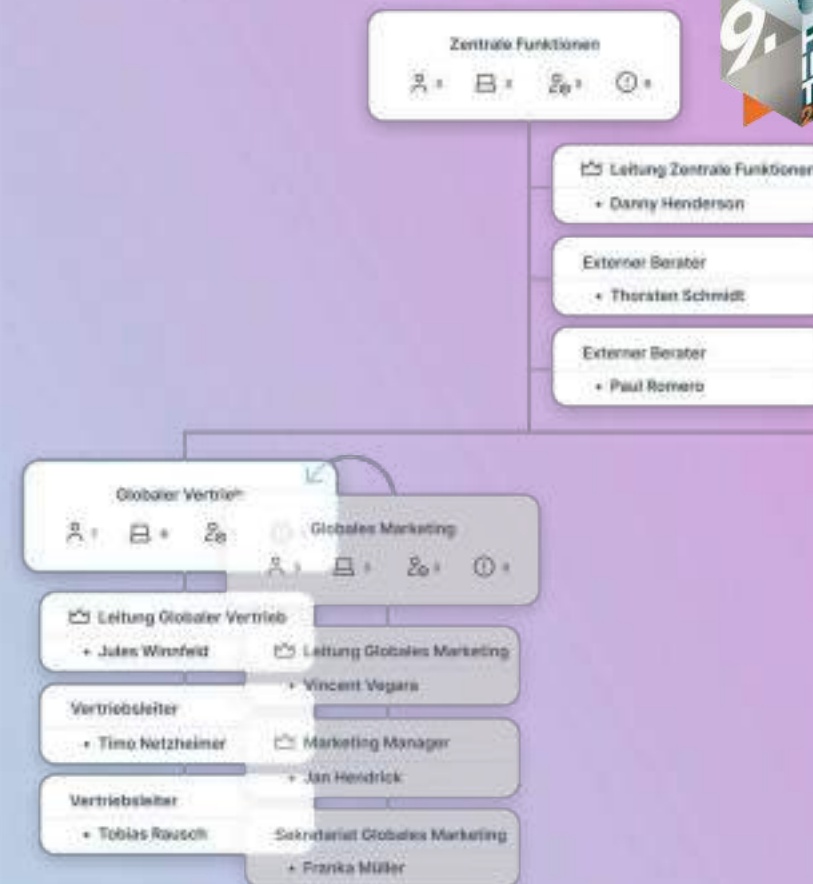 Zentrale Funktionen
9.
Leitung Zentrale Funktionen
• Danny Henderson
Externer Berater
• Thorsten Schmidt
Externer Berater
• Paul Romero
Globaler Vertrieb
Globales Marketing
Leitung Globaler Vertrieb
• Jules Winnfeld
Leitung Globales Marketing
• Vincent Vegara
Vertriebsleiter
• Timo Netzheimer
Marketing Manager
• Jan Hendrick
Vertriebsleiter
• Tobias Rausch
Sekretariat Globales Marketing
• Franka Müller